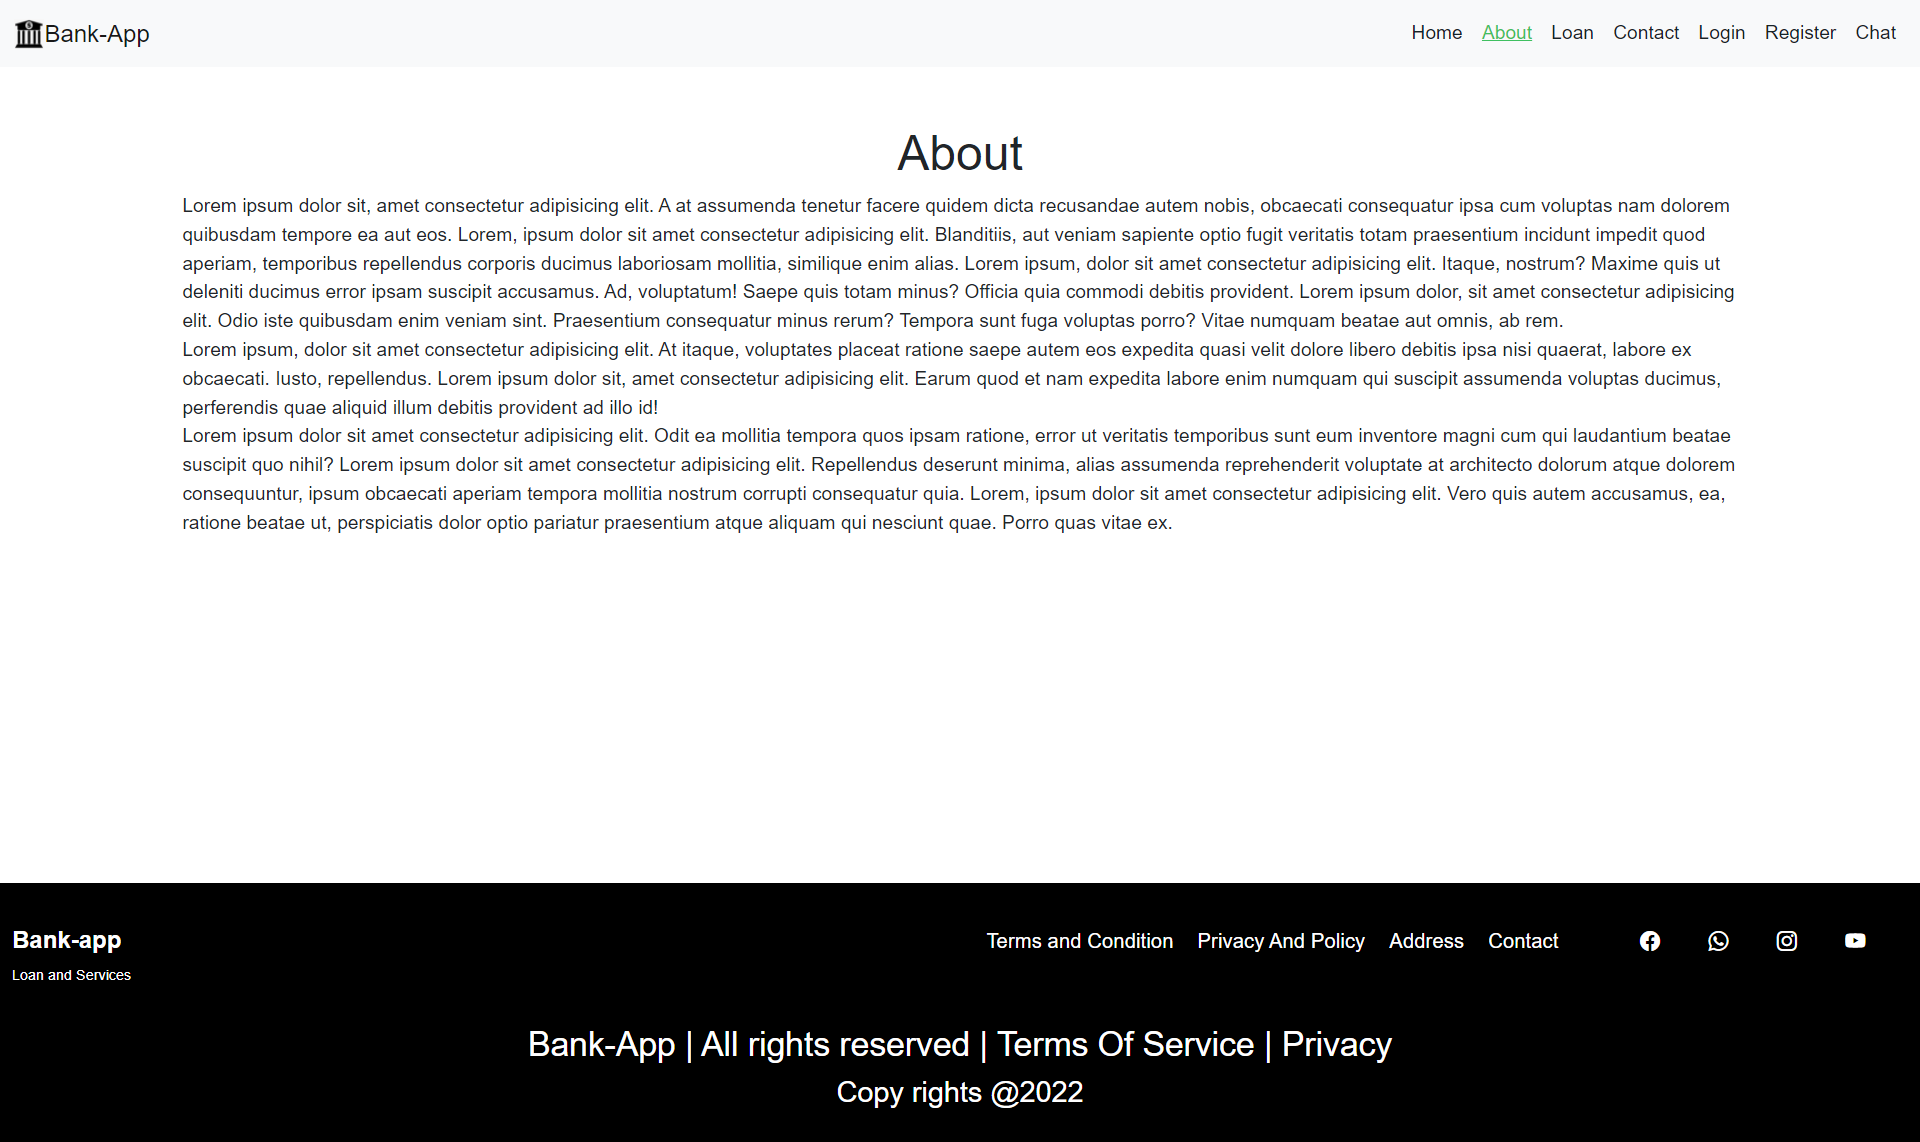 Bank-App
Home About Loan Contact Login Register Chat
About
Lorem ipsum dolor sit, amet consectetur adipisicing elit. A at assumenda tenetur facere quidem dicta recusandae autem nobis, obcaecati consequatur ipsa cum voluptas nam dolorem
quibusdam tempore ea aut eos. Lorem, ipsum dolor sit amet consectetur adipisicing elit. Blanditiis, aut veniam sapiente optio fugit veritatis totam praesentium incidunt impedit quod
aperiam, temporibus repellendus corporis ducimus laboriosam mollitia, similique enim alias. Lorem ipsum, dolor sit amet consectetur adipisicing elit. Itaque, nostrum? Maxime quis ut
deleniti ducimus error ipsam suscipit accusamus. Ad, voluptatum! Saepe quis totam minus? Officia quia commodi debitis provident. Lorem ipsum dolor, sit amet consectetur adipisicing
elit. Odio iste quibusdam enim veniam sint. Praesentium consequatur minus rerum? Tempora sunt fuga voluptas porro? Vitae numquam beatae aut omnis, ab rem.
Lorem ipsum, dolor sit amet consectetur adipisicing elit. At itaque, voluptates placeat ratione saepe autem eos expedita quasi velit dolore libero debitis ipsa nisi quaerat, labore ex
obcaecati. Iusto, repellendus. Lorem ipsum dolor sit, amet consectetur adipisicing elit. Earum quod et nam expedita labore enim numquam qui suscipit assumenda voluptas ducimus,
perferendis quae aliquid illum debitis provident ad illo id!
Lorem ipsum dolor sit amet consectetur adipisicing elit. Odit ea mollitia tempora quos ipsam ratione, error ut veritatis temporibus sunt eum inventore magni cum qui laudantium beatae
suscipit quo nihil? Lorem ipsum dolor sit amet consectetur adipisicing elit. Repellendus deserunt minima, alias assumenda reprehenderit voluptate at architecto dolorum atque dolorem
consequuntur, ipsum obcaecati aperiam tempora mollitia nostrum corrupti consequatur quia. Lorem, ipsum dolor sit amet consectetur adipisicing elit. Vero quis autem accusamus, ea,
ratione beatae ut, perspiciatis dolor optio pariatur praesentium atque aliquam qui nesciunt quae. Porro quas vitae ex.
Bank-app
Loan and Services
Terms and Condition Privacy And Policy Address Contact
Bank-App | All rights reserved | Terms Of Service | Privacy
Copy rights @2022